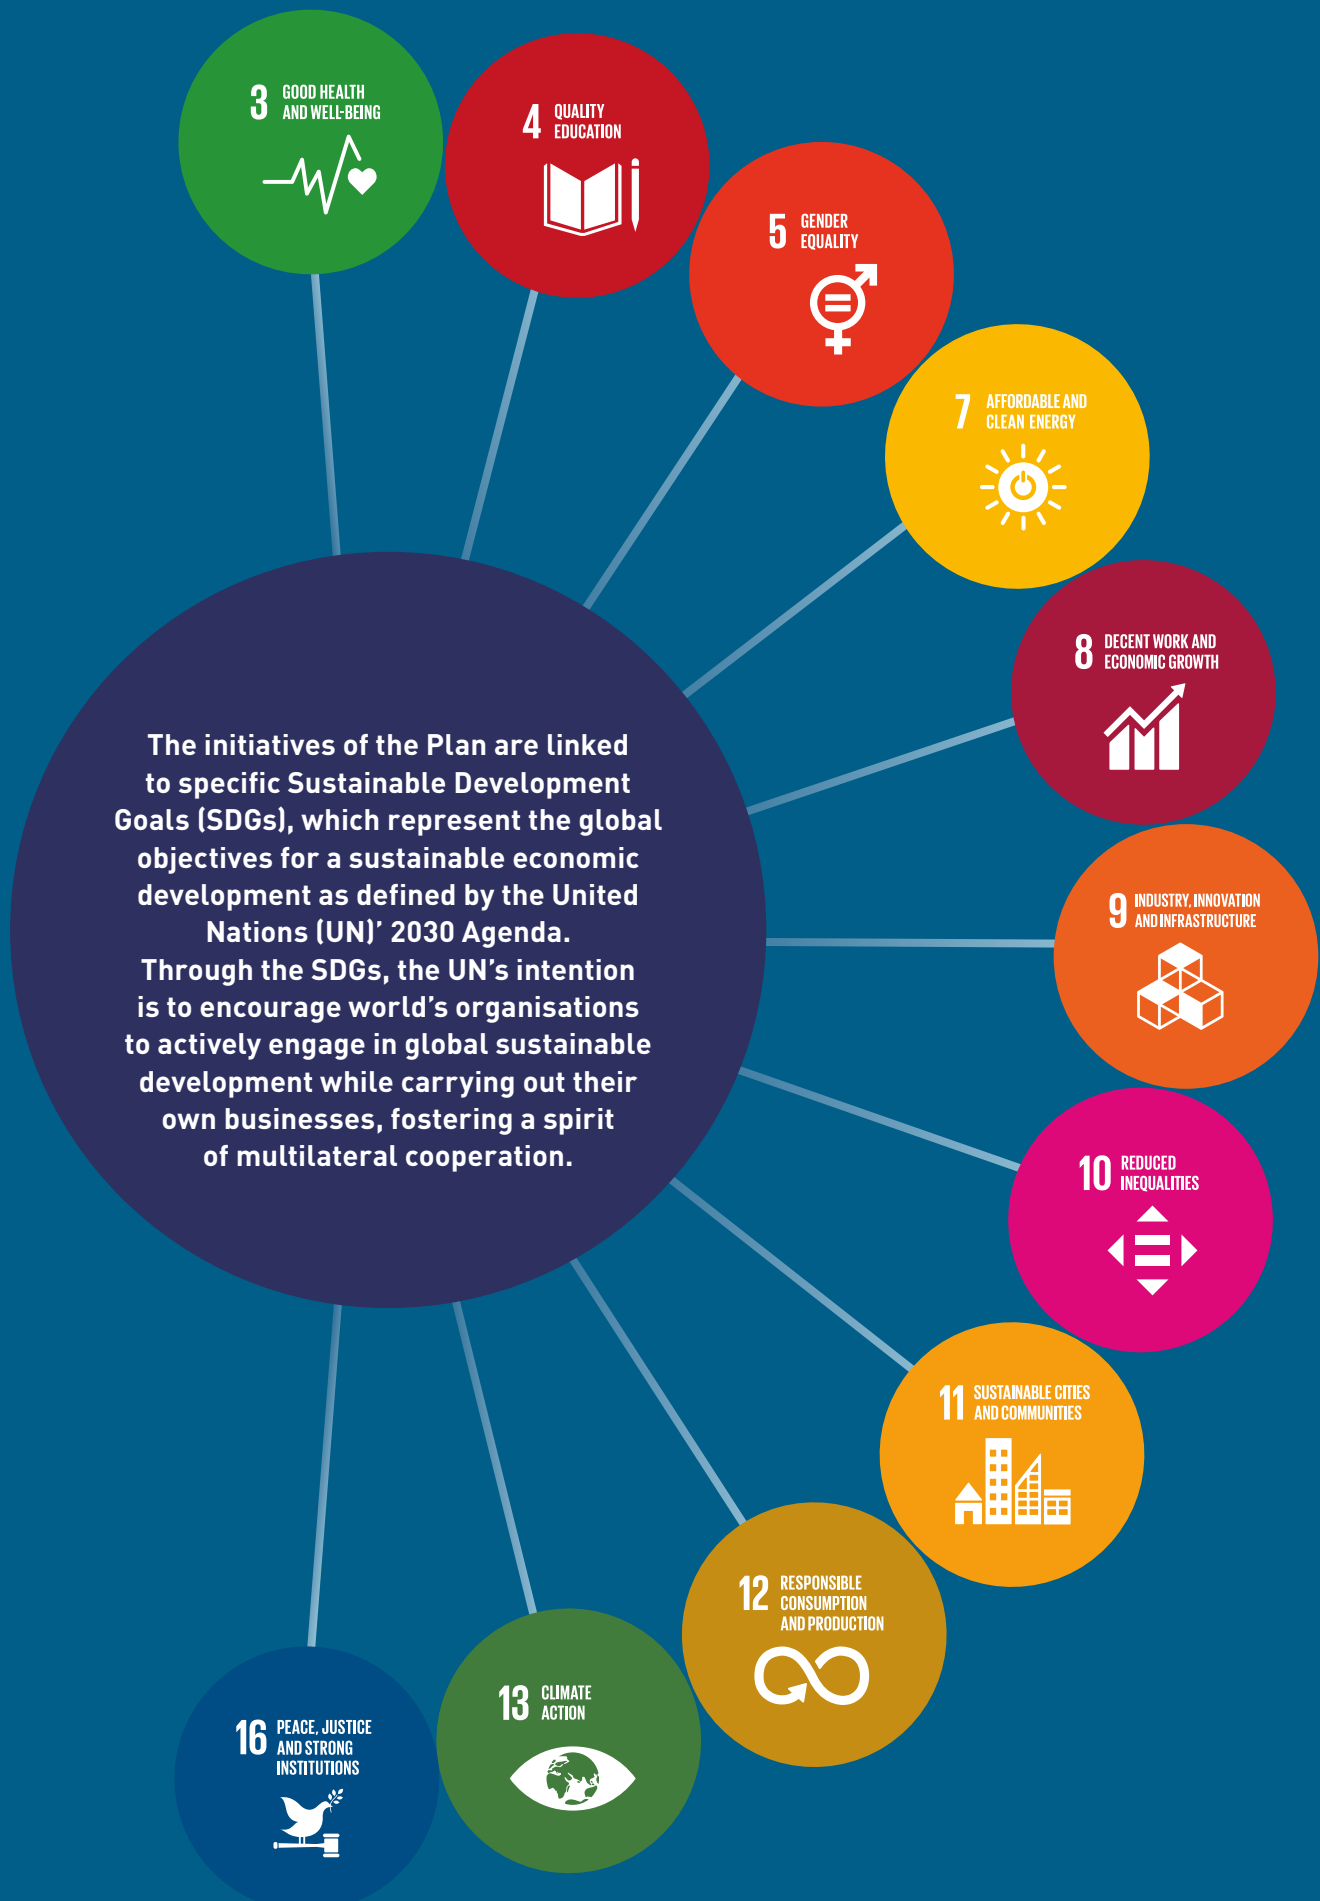 3 GOOD HEALTH
AND WELL-BEING
4 QUALITY
EDUCATION
5 GENDER
EQUALITY
7 AFFORDABLE AND
CLEAN ENERGY
8 DECENT WORK AND
ECONOMIC GROWTH
The initiatives of the Plan are linked
to specific Sustainable Development
Goals (SDGs), which represent the global
objectives for a sustainable economic
development as defined by the United
Nations (UN)’ 2030 Agenda.
Through the SDGs, the UN’s intention
is to encourage world’s organisations
to actively engage in global sustainable
development while carrying out their
own businesses, fostering a spirit
of multilateral cooperation.
9 INDUSTRY, INNOVATION
AND INFRASTRUCTURE
10 REDUCED
INEQUALITIES
11 SUSTAINABLE CITIES
AND COMMUNITIES
12 RESPONSIBLE
CONSUMPTION
AND PRODUCTION
13 CLIMATE
ACTION
16 PEACE, JUSTICE
AND STRONG
INSTITUTIONS